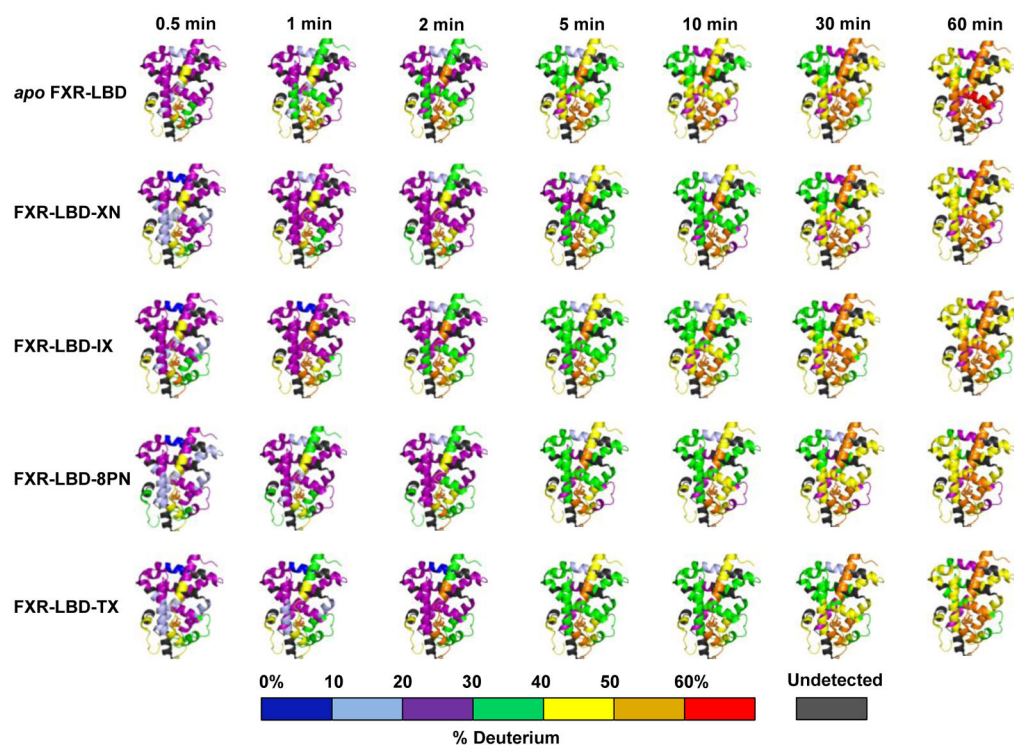 0.5 min 1 min 2 min 5 min 10 min 30 min 60 min
apo FXR-LBD
FXR-LBD-XN
FXR-LBD-IX
FXR-LBD-8PN
FXR-LBD-TX
0% 10 20 30 40 50 60% Undetected
% Deuterium